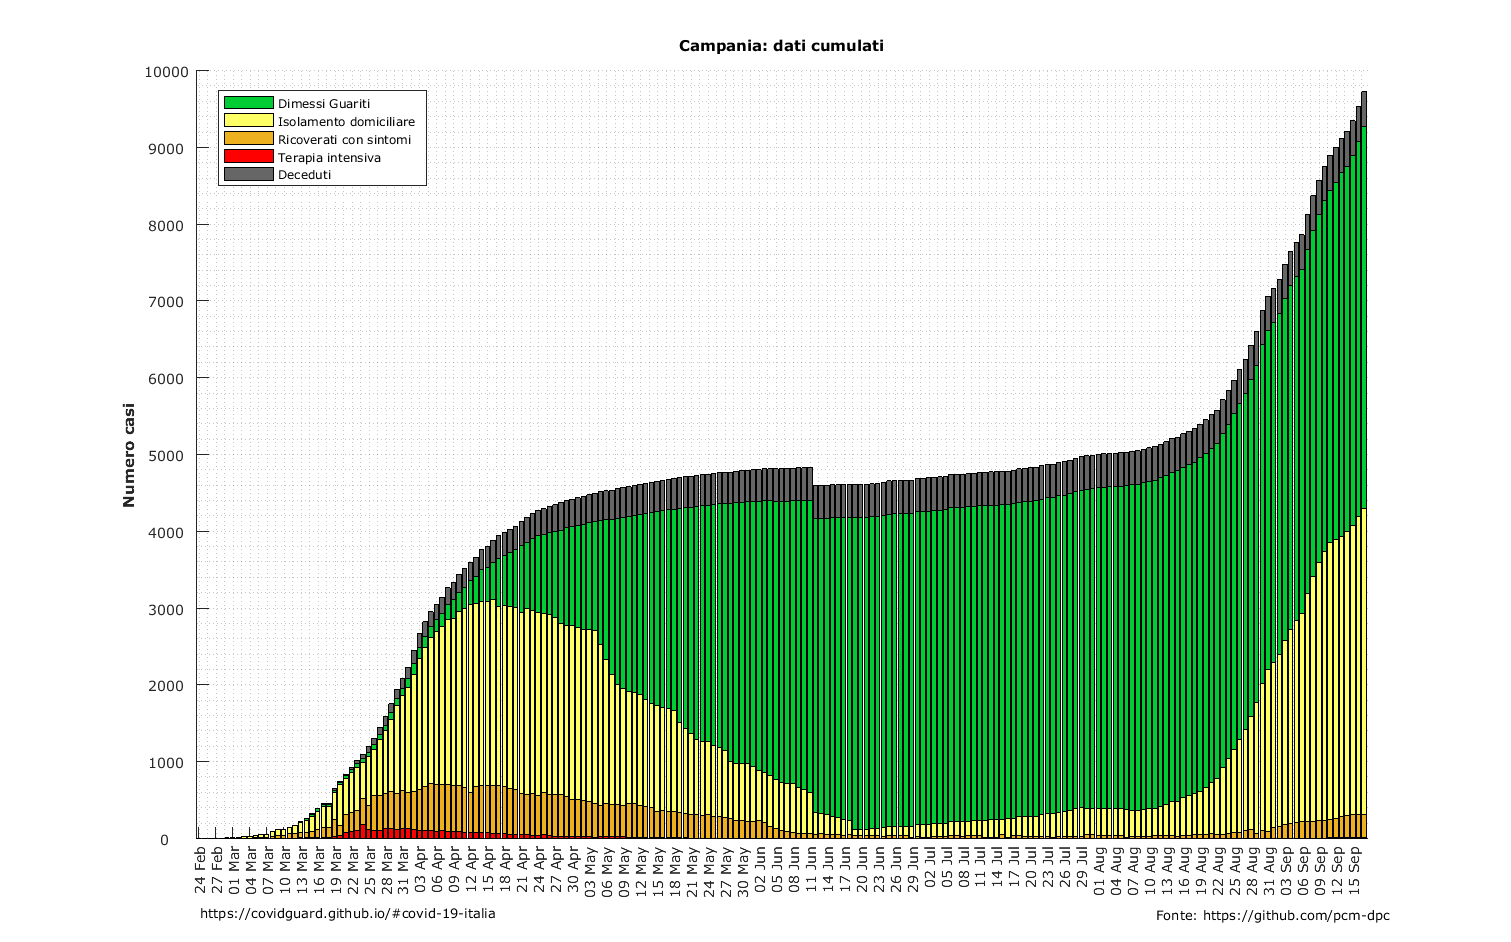 Campania: dati cumulati
10000
9000
8000
7000
6000
5000
4000
3000
2000
1000
0
Numero casi
Dimessi Guariti
Isolamento domiciliare
Ricoverati con sintomi
Terapia intensiva
Deceduti
24 Feb
27 Feb
01 Mar
04 Mar
07 Mar
10 Mar
13 Mar
16 Mar
19 Mar
22 Mar
25 Mar
28 Mar
31 Mar
03 Apr
06 Apr
09 Apr
12 Apr
15 Apr
18 Apr
21 Apr
24 Apr
27 Apr
30 Apr
03 May
06 May
09 May
12 May
15 May
18 May
21 May
24 May
27 May
30 May
02 Jun
05 Jun
08 Jun
11 Jun
14 Jun
17 Jun
20 Jun
23 Jun
26 Jun
29 Jun
02 Jul
05 Jul
08 Jul
11 Jul
14 Jul
17 Jul
20 Jul
23 Jul
26 Jul
29 Jul
01 Aug
04 Aug
07 Aug
10 Aug
13 Aug
16 Aug
19 Aug
22 Aug
25 Aug
28 Aug
31 Aug
03 Sep
06 Sep
09 Sep
12 Sep
15 Sep
https://covidguard.github.io/#covid-19-italia
Fonte: https://github.com/pcm-dpc